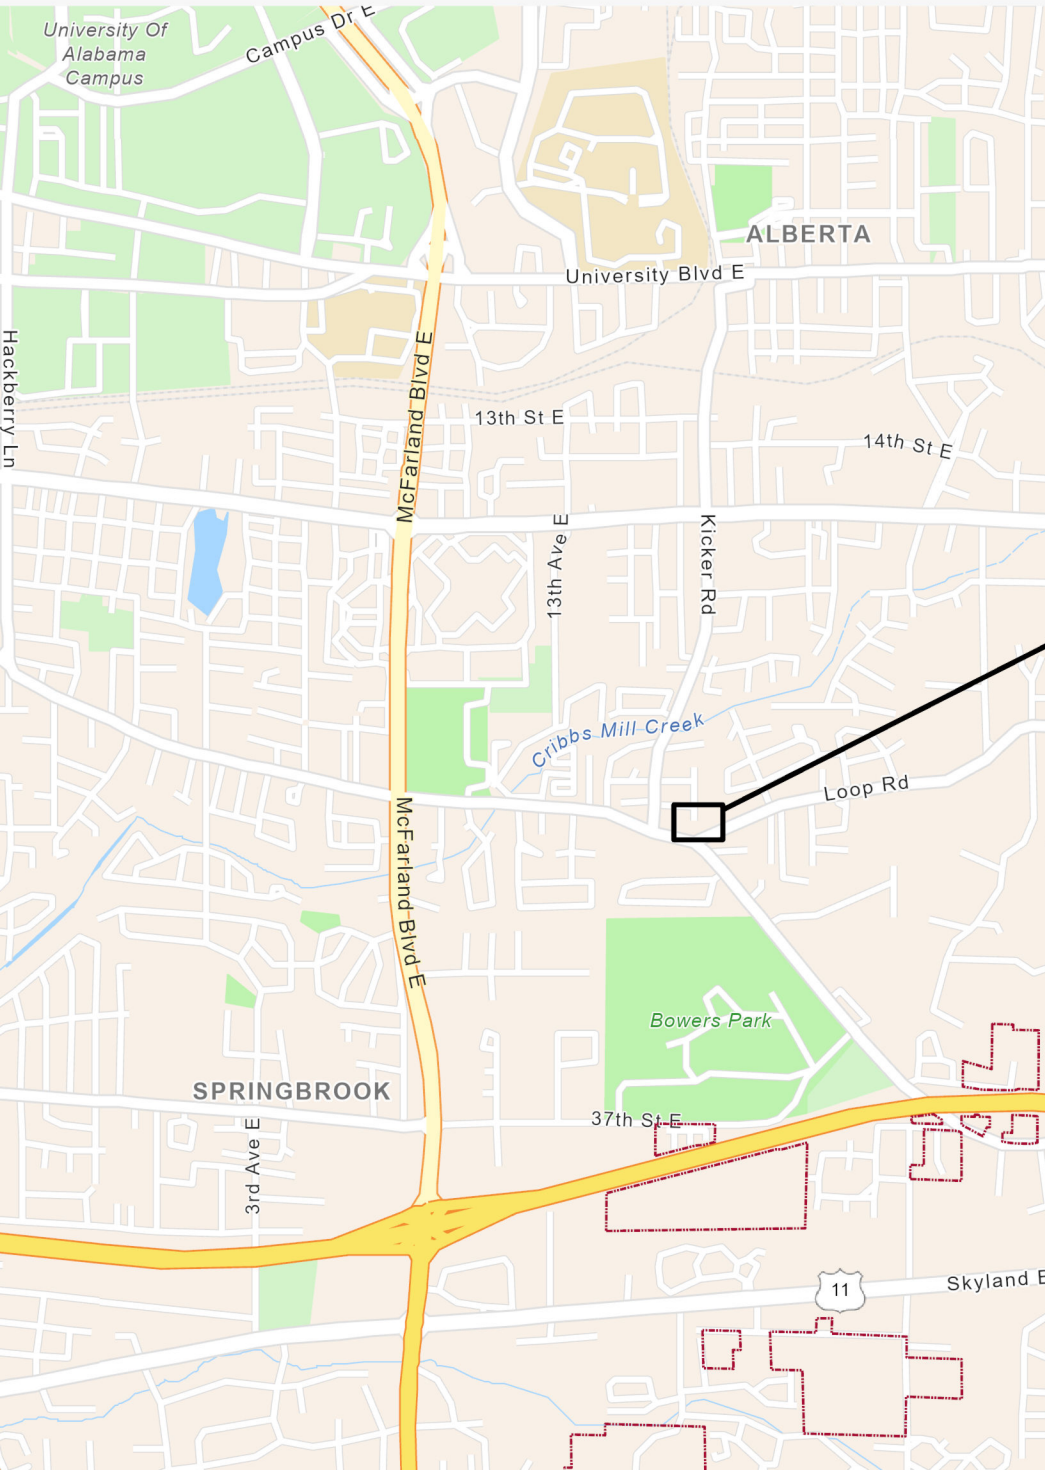 University Of
Alabama
Campus
Campus Dr E
ALBERTA
University Blvd E
Hackberry Ln
McFarland Blvd E
13th St E
14th St E
13th Ave E
Kicker Rd
Cribbs Mill Creek
Loop Rd
McFarland Blvd E
Bowers Park
SPRINGBROOK
37th St E
3rd Ave E
11
Skyland E